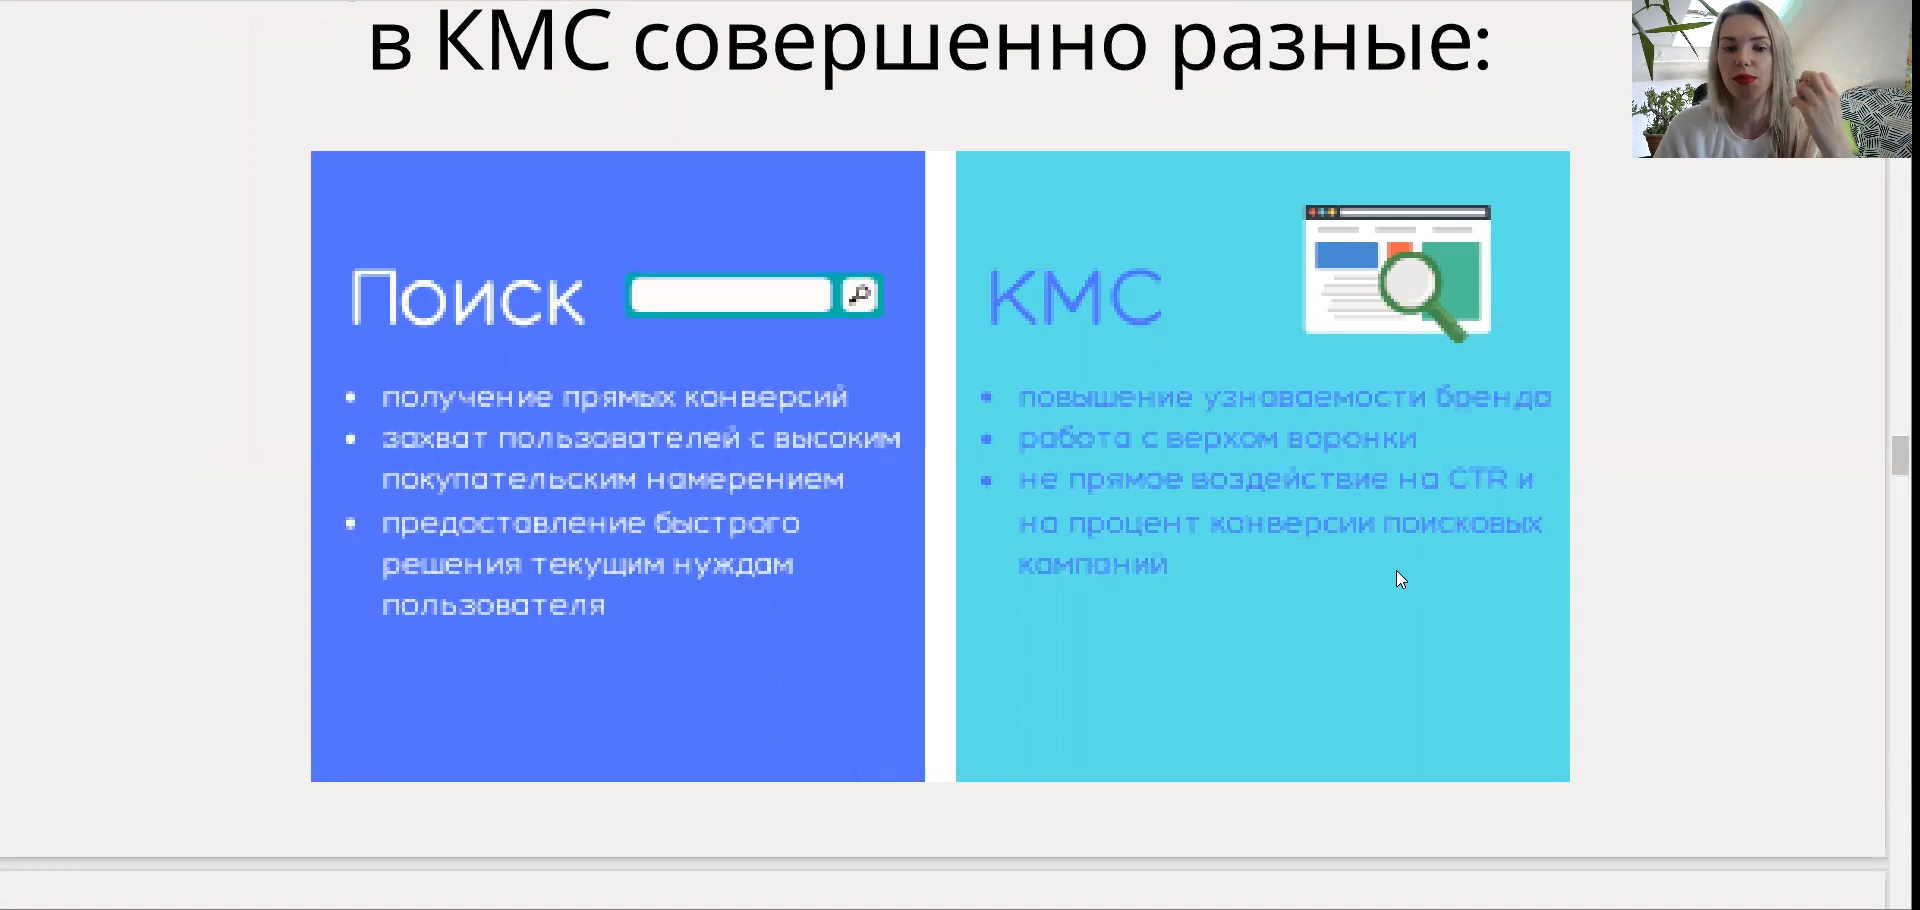 в КМС совершенно разные:
Поиск
• получение прямых конверсий
• захват пользователей с высоким
покупательским намерением
• предоставление быстрого
решения текущим нуждам
пользователя
КМС
• повышение узнаваемости бренда
• работа с верхом воронки
• не прямое воздействие на CTR и
на процент конверсии поисковых
кампаний